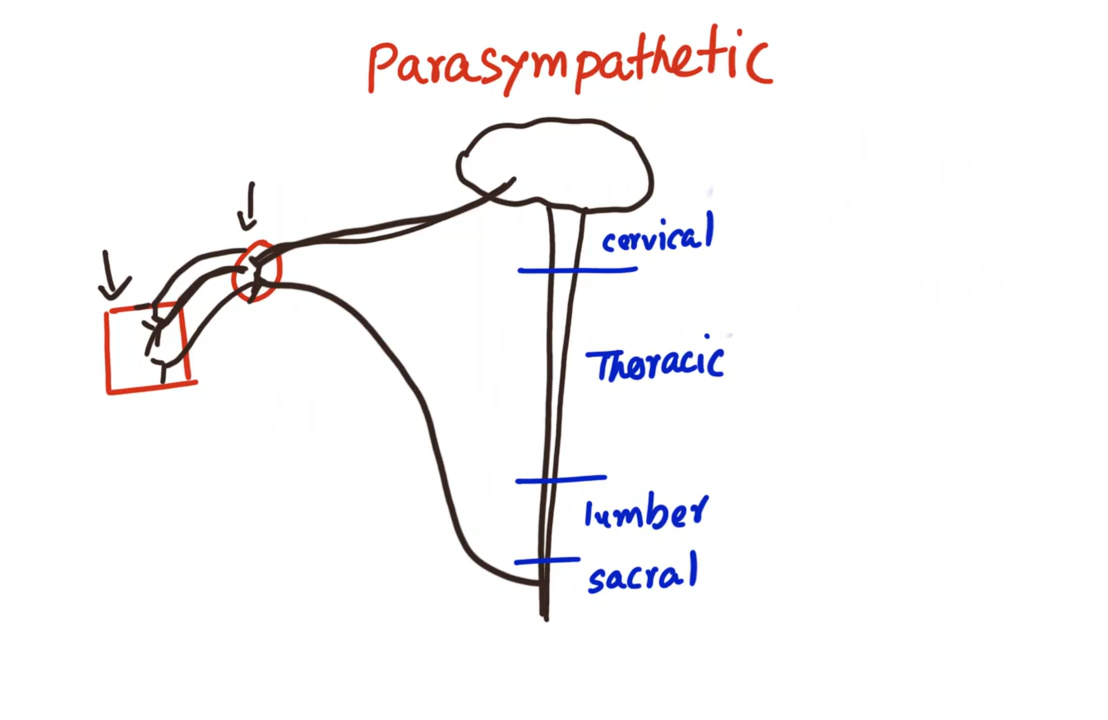 Parasympathetic
cervical
Thoracic
lumber
sacral